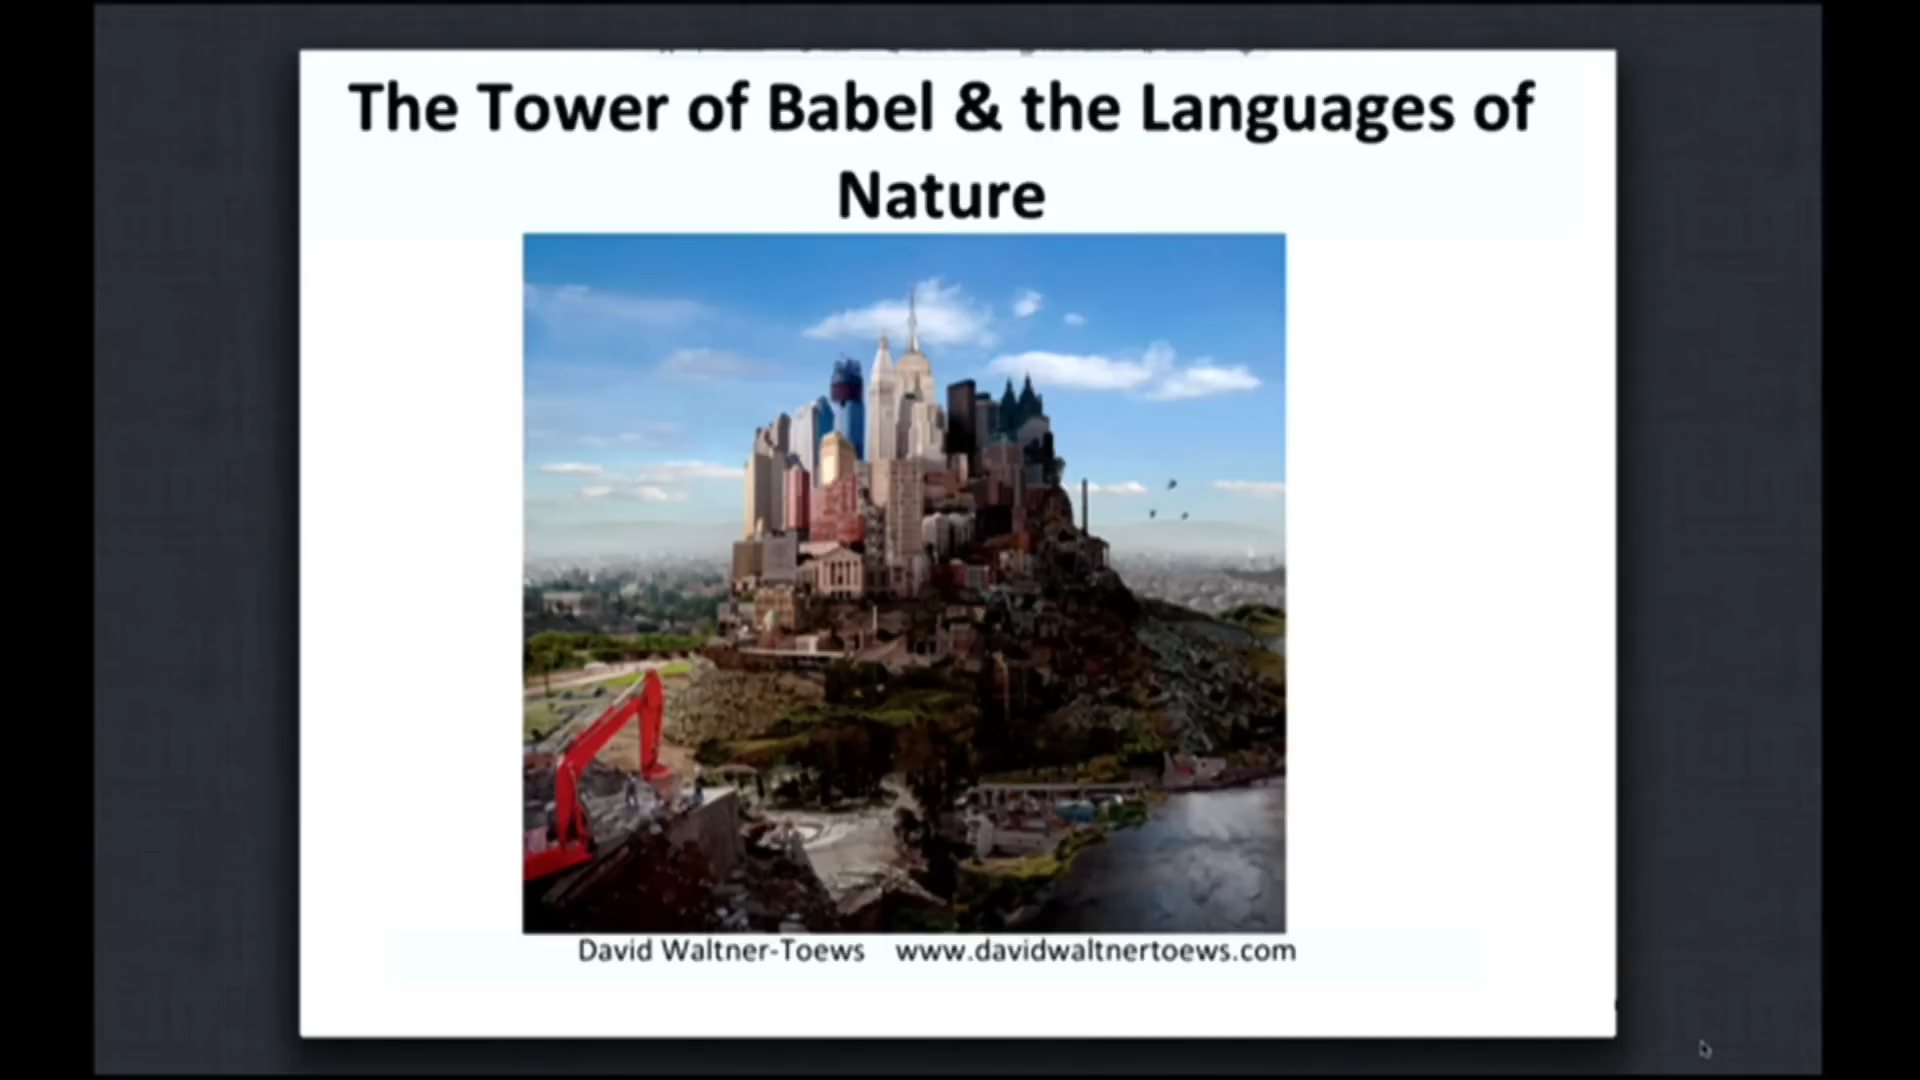 The Tower of Babel & the Languages of
Nature
David Waltner-Toews www.davidwaltnertoews.com